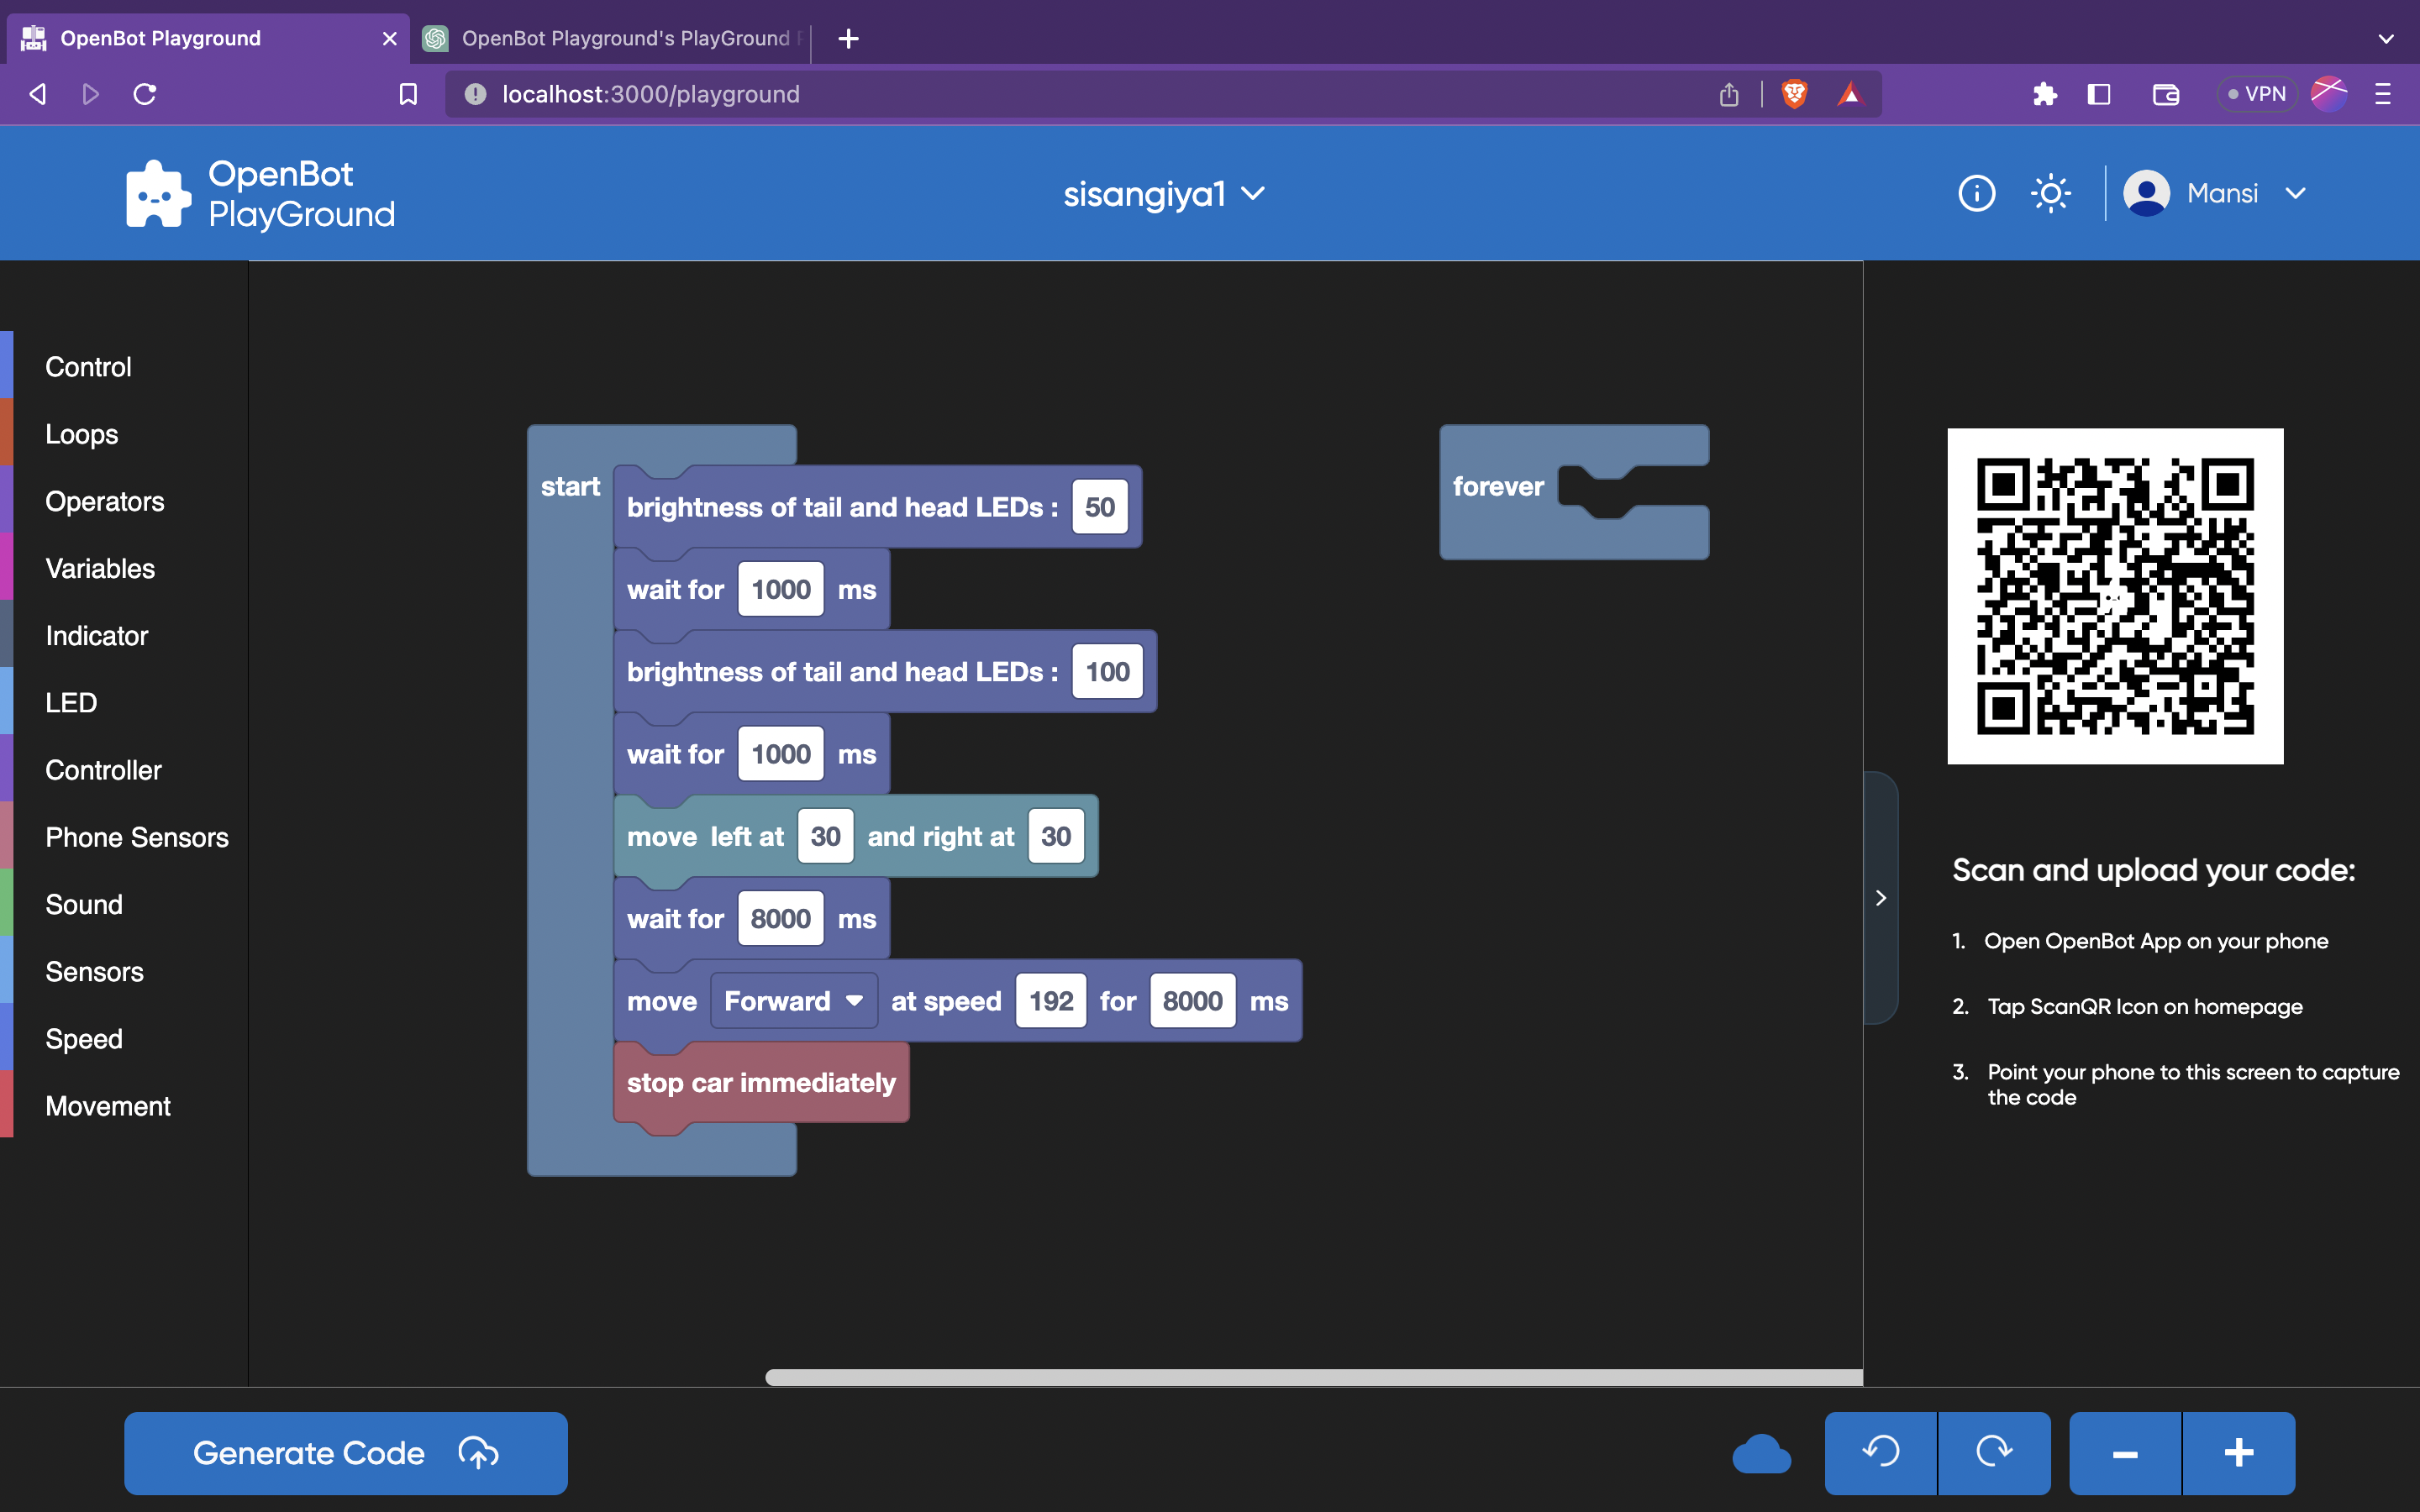 OpenBot Playground
OpenBot Playground's PlayGround
localhost:3000/playground
VPN
OpenBot
PlayGround
sisangiya1
Mansi
Control
Loops
Operators
Variables
Indicator
LED
Controller
Phone Sensors
Sound
Sensors
Speed
Movement
start
brightness of tail and head LEDs : 50
wait for 1000 ms
brightness of tail and head LEDs : 100
wait for 1000 ms
move left at 30 and right at 30
wait for 8000 ms
move Forward at speed 192 for 8000 ms
stop car immediately
forever
Scan and upload your code:
1. Open OpenBot App on your phone
2. Tap ScanQR Icon on homepage
3. Point your phone to this screen to capture
the code
Generate Code